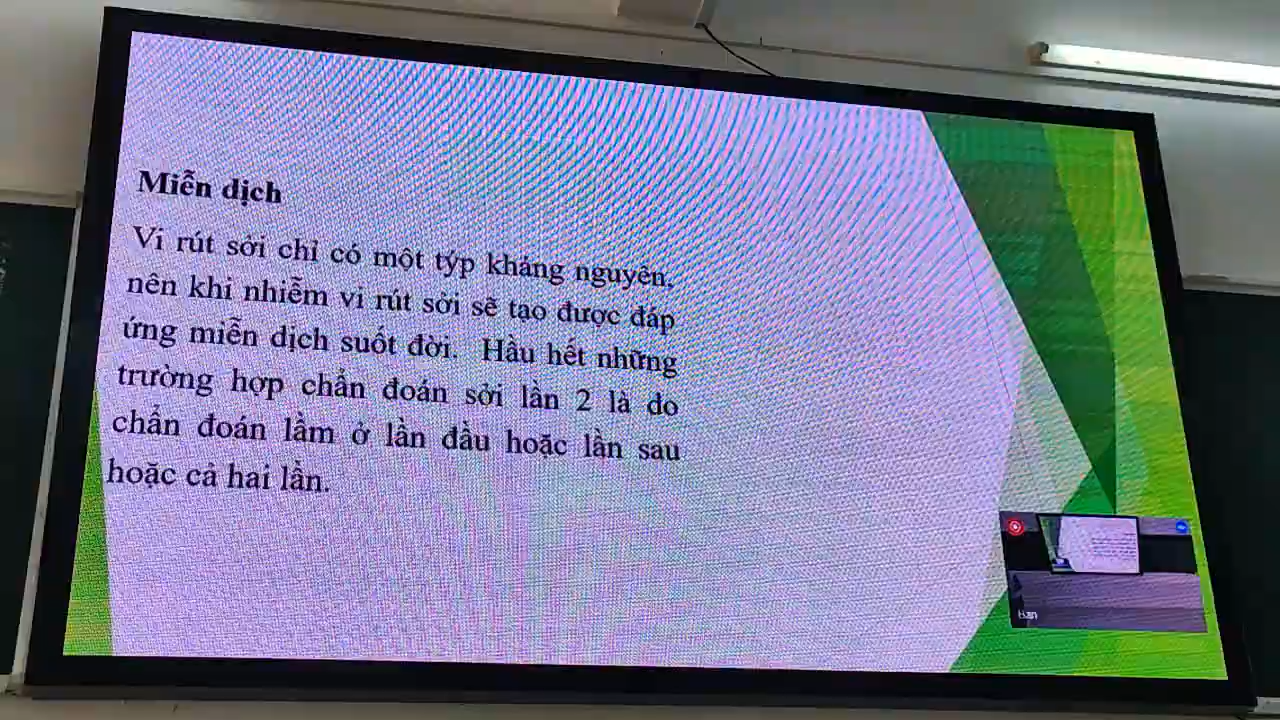 Miễn dịch
Vi rút sởi chỉ có một týp kháng nguyên,
nên khi nhiễm vi rút sởi sẽ tạo được đáp
ứng miễn dịch suốt đời. Hầu hết những
trường hợp chẩn đoán sởi lần 2 là do
chẩn đoán lầm ở lần đầu hoặc lần sau
hoặc cả hai lần.